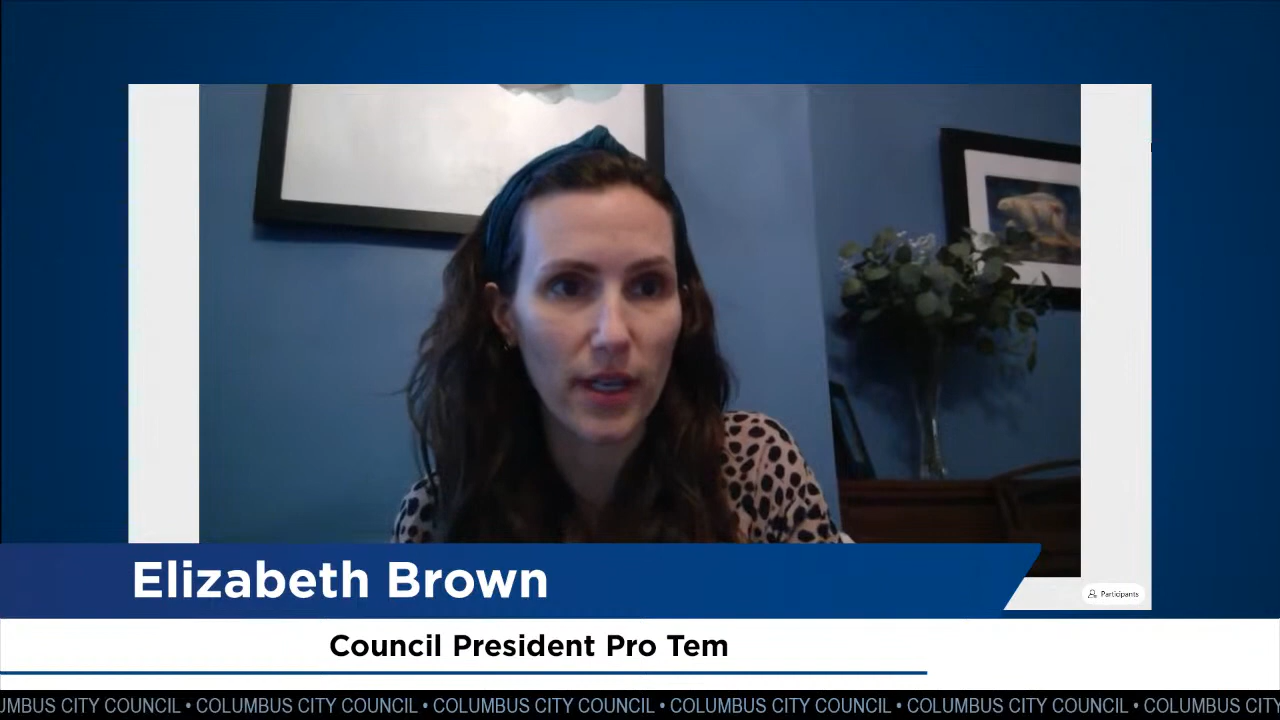 Participants
Elizabeth Brown
Council President Pro Tem
UMBUS CITY COUNCIL • COLUMBUS CITY COUNCIL • COLUMBUS CITY COUNCIL • COLUMBUS CITY COUNCIL • COLUMBUS CITY COUNCIL • COLUMBUS CITY